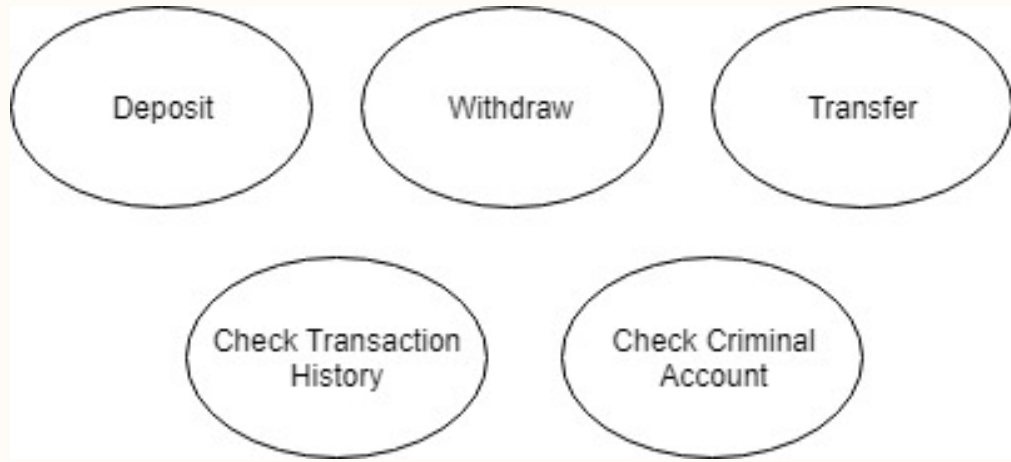 Deposit
Withdraw
Transfer
Check Transaction
History
Check Criminal
Account